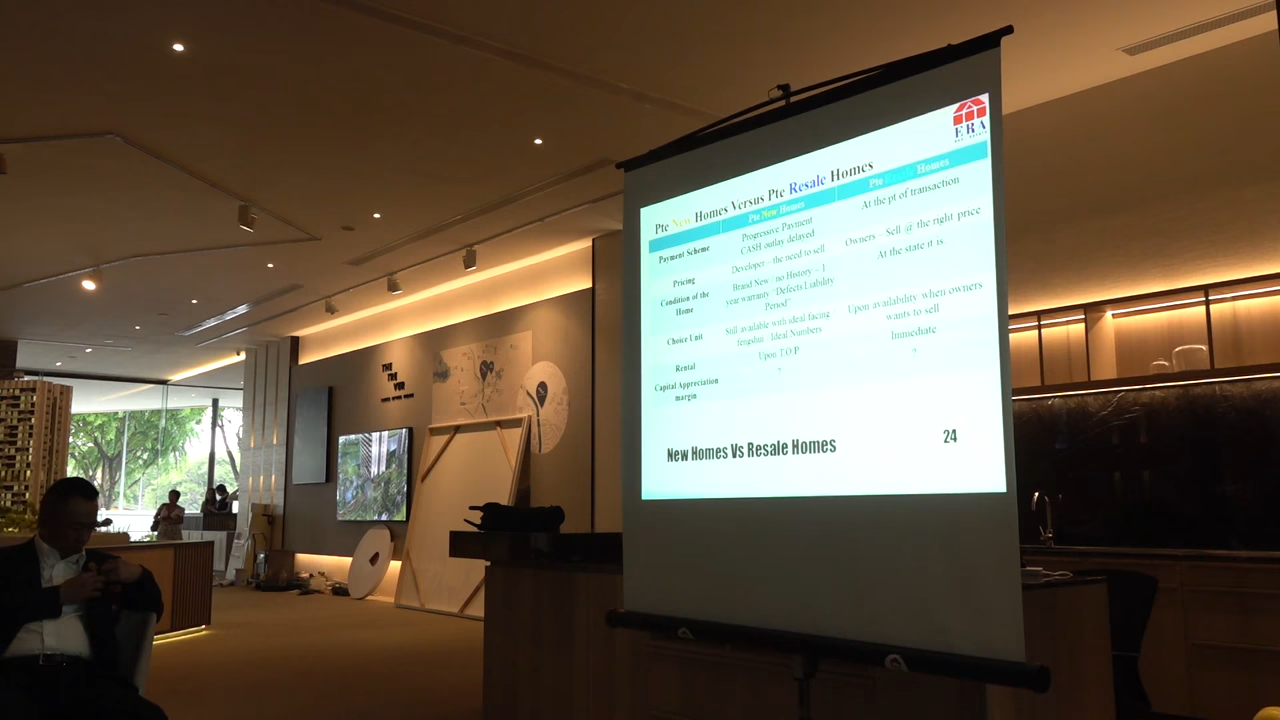 THE
TRE
VER
ERA
Pte New Homes Versus Pte Resale Homes
Pte New Homes
Pte Resale Homes
Payment Scheme
Progressive Payment
CASH outlay delayed
At the pt of transaction
Pricing
Developer – the need to sell
Owners – Sell @ the right price
Condition of the
Home
Brand New – no History – 1
year warranty "Defects Liability
Period"
At the state it is
Choice Unit
Still available with ideal facing
fengshui – Ideal Numbers
Upon availability when owners
wants to sell
Rental
Upon T.O.P
Immediate
Capital Appreciation
margin
?
New Homes Vs Resale Homes
24